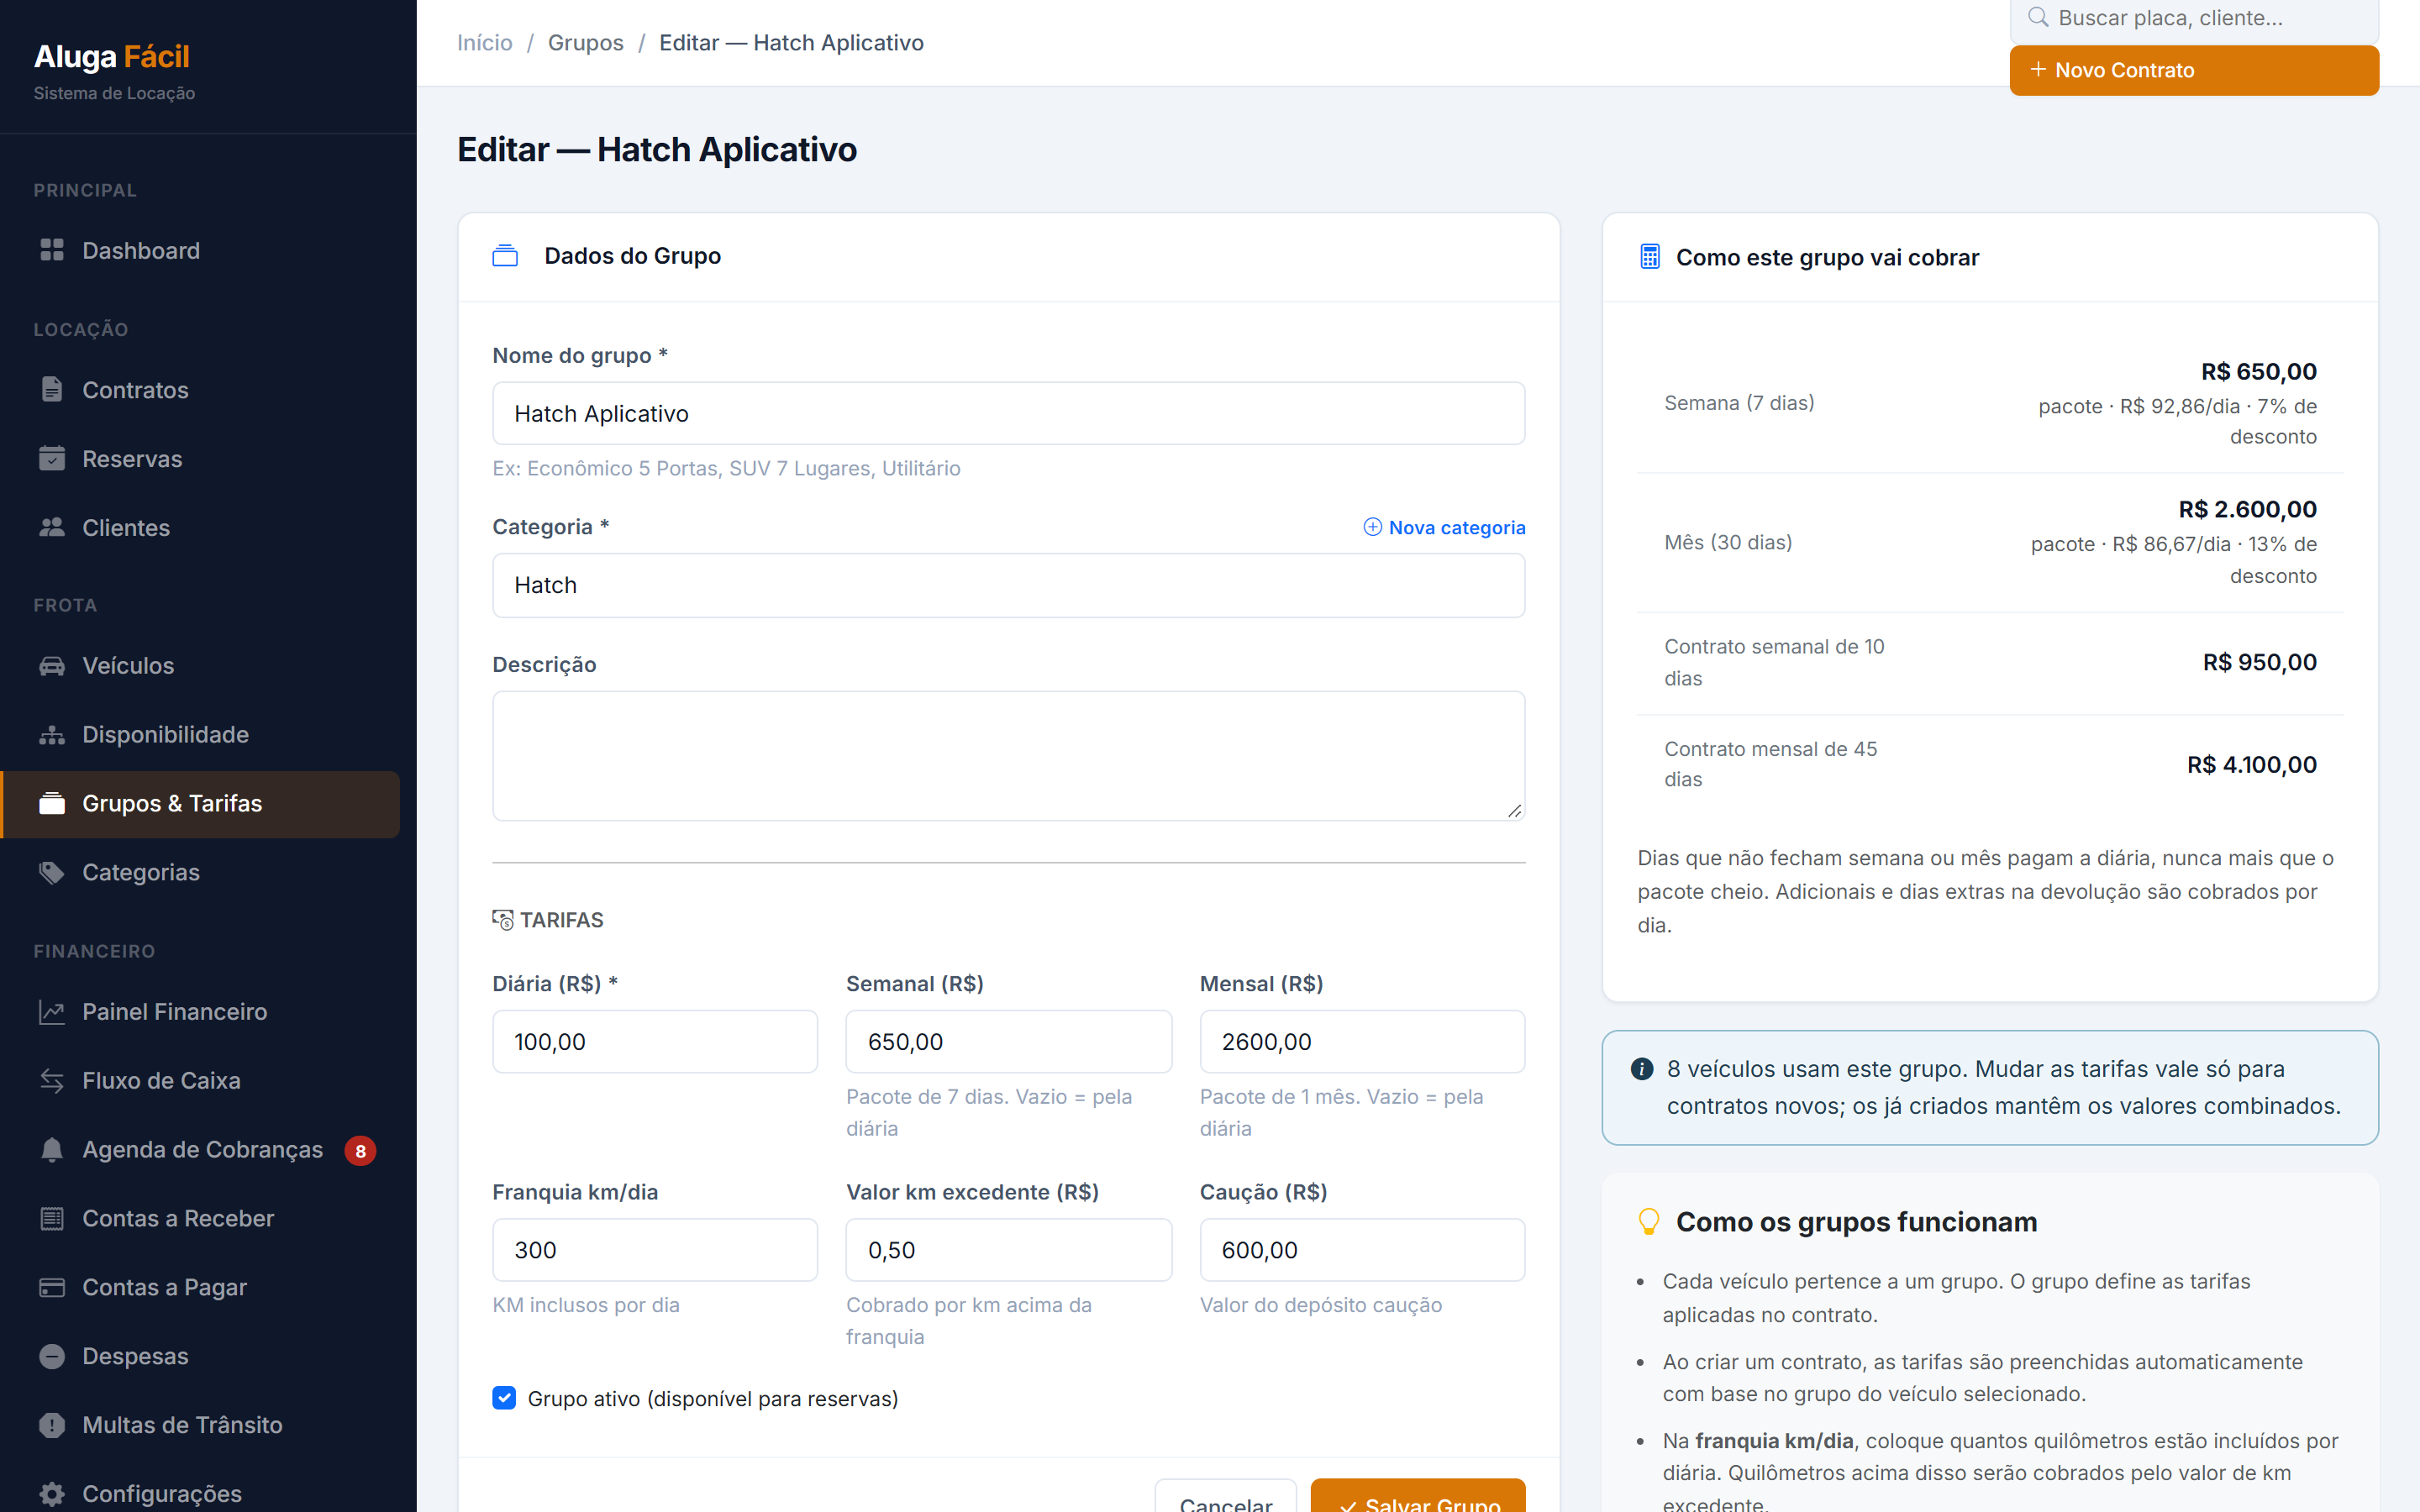 Aluga Fácil
Sistema de Locação
PRINCIPAL
Dashboard
LOCAÇÃO
Contratos
Reservas
Clientes
FROTA
Veículos
Disponibilidade
Grupos & Tarifas
Categorias
FINANCEIRO
Painel Financeiro
Fluxo de Caixa
Agenda de Cobranças 8
Contas a Receber
Contas a Pagar
Despesas
Multas de Trânsito
Configurações
Início / Grupos / Editar — Hatch Aplicativo
Buscar placa, cliente...
+ Novo Contrato
Editar — Hatch Aplicativo
Dados do Grupo
Nome do grupo *
Hatch Aplicativo
Ex: Econômico 5 Portas, SUV 7 Lugares, Utilitário
Categoria *
Nova categoria
Hatch
Descrição
TARIFAS
Diária (R$) *
100,00
Semanal (R$)
650,00
Pacote de 7 dias. Vazio = pela
diária
Mensal (R$)
2600,00
Pacote de 1 mês. Vazio = pela
diária
Franquia km/dia
300
KM inclusos por dia
Valor km excedente (R$)
0,50
Cobrado por km acima da
franquia
Caução (R$)
600,00
Valor do depósito caução
Grupo ativo (disponível para reservas)
Cancelar
Salvar Grupo
Como este grupo vai cobrar
Semana (7 dias)
R$ 650,00
pacote · R$ 92,86/dia · 7% de
desconto
Mês (30 dias)
R$ 2.600,00
pacote · R$ 86,67/dia · 13% de
desconto
Contrato semanal de 10
dias
R$ 950,00
Contrato mensal de 45
dias
R$ 4.100,00
Dias que não fecham semana ou mês pagam a diária, nunca mais que o
pacote cheio. Adicionais e dias extras na devolução são cobrados por
dia.
8 veículos usam este grupo. Mudar as tarifas vale só para
contratos novos; os já criados mantêm os valores combinados.
Como os grupos funcionam
• Cada veículo pertence a um grupo. O grupo define as tarifas
aplicadas no contrato.
• Ao criar um contrato, as tarifas são preenchidas automaticamente
com base no grupo do veículo selecionado.
• Na franquia km/dia, coloque quantos quilômetros estão incluídos por
diária. Quilômetros acima disso serão cobrados pelo valor de km
excedente.